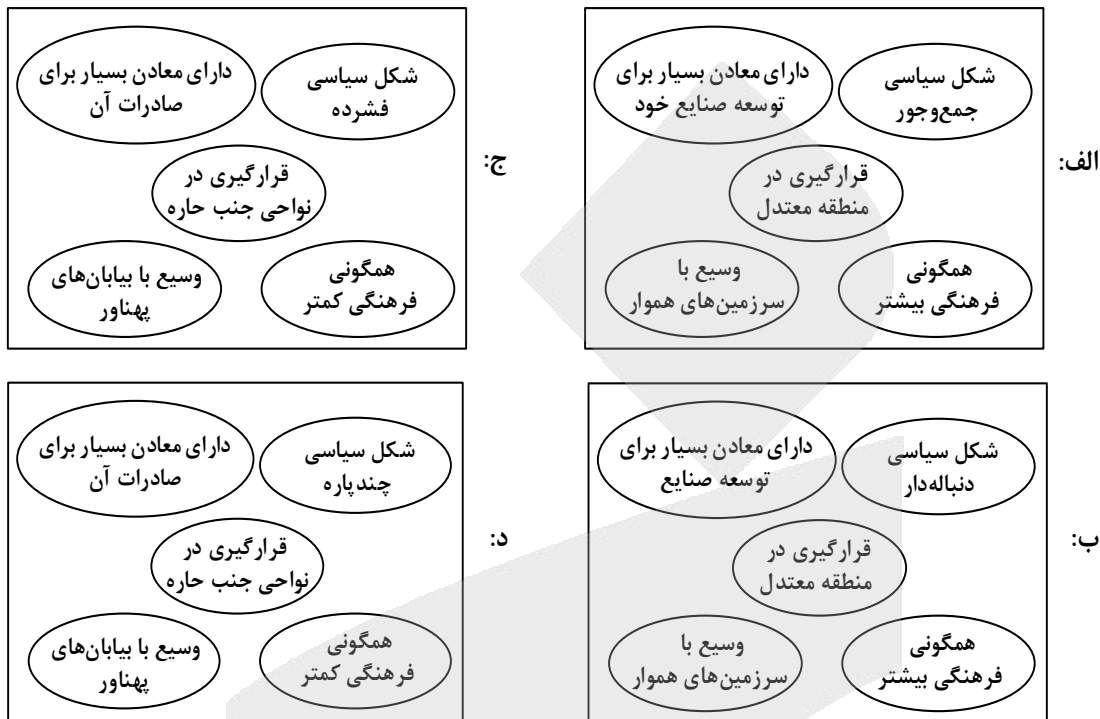 الف:
شکل سیاسی
جمع‌وجور
دارای معادن بسیار برای
توسعه صنایع خود
قرارگیری در
منطقه معتدل
همگونی
فرهنگی بیشتر
وسیع با
سرزمین‌های هموار
ج:
شکل سیاسی
فشرده
دارای معادن بسیار برای
صادرات آن
قرارگیری در
نواحی جنب حاره
همگونی
فرهنگی کمتر
وسیع با بیابان‌های
پهناور
ب:
شکل سیاسی
دنباله‌دار
دارای معادن بسیار برای
توسعه صنایع
قرارگیری در
منطقه معتدل
همگونی
فرهنگی بیشتر
وسیع با
سرزمین‌های هموار
د:
شکل سیاسی
چندپاره
دارای معادن بسیار برای
صادرات آن
قرارگیری در
نواحی جنب حاره
همگونی
فرهنگی کمتر
وسیع با بیابان‌های
پهناور